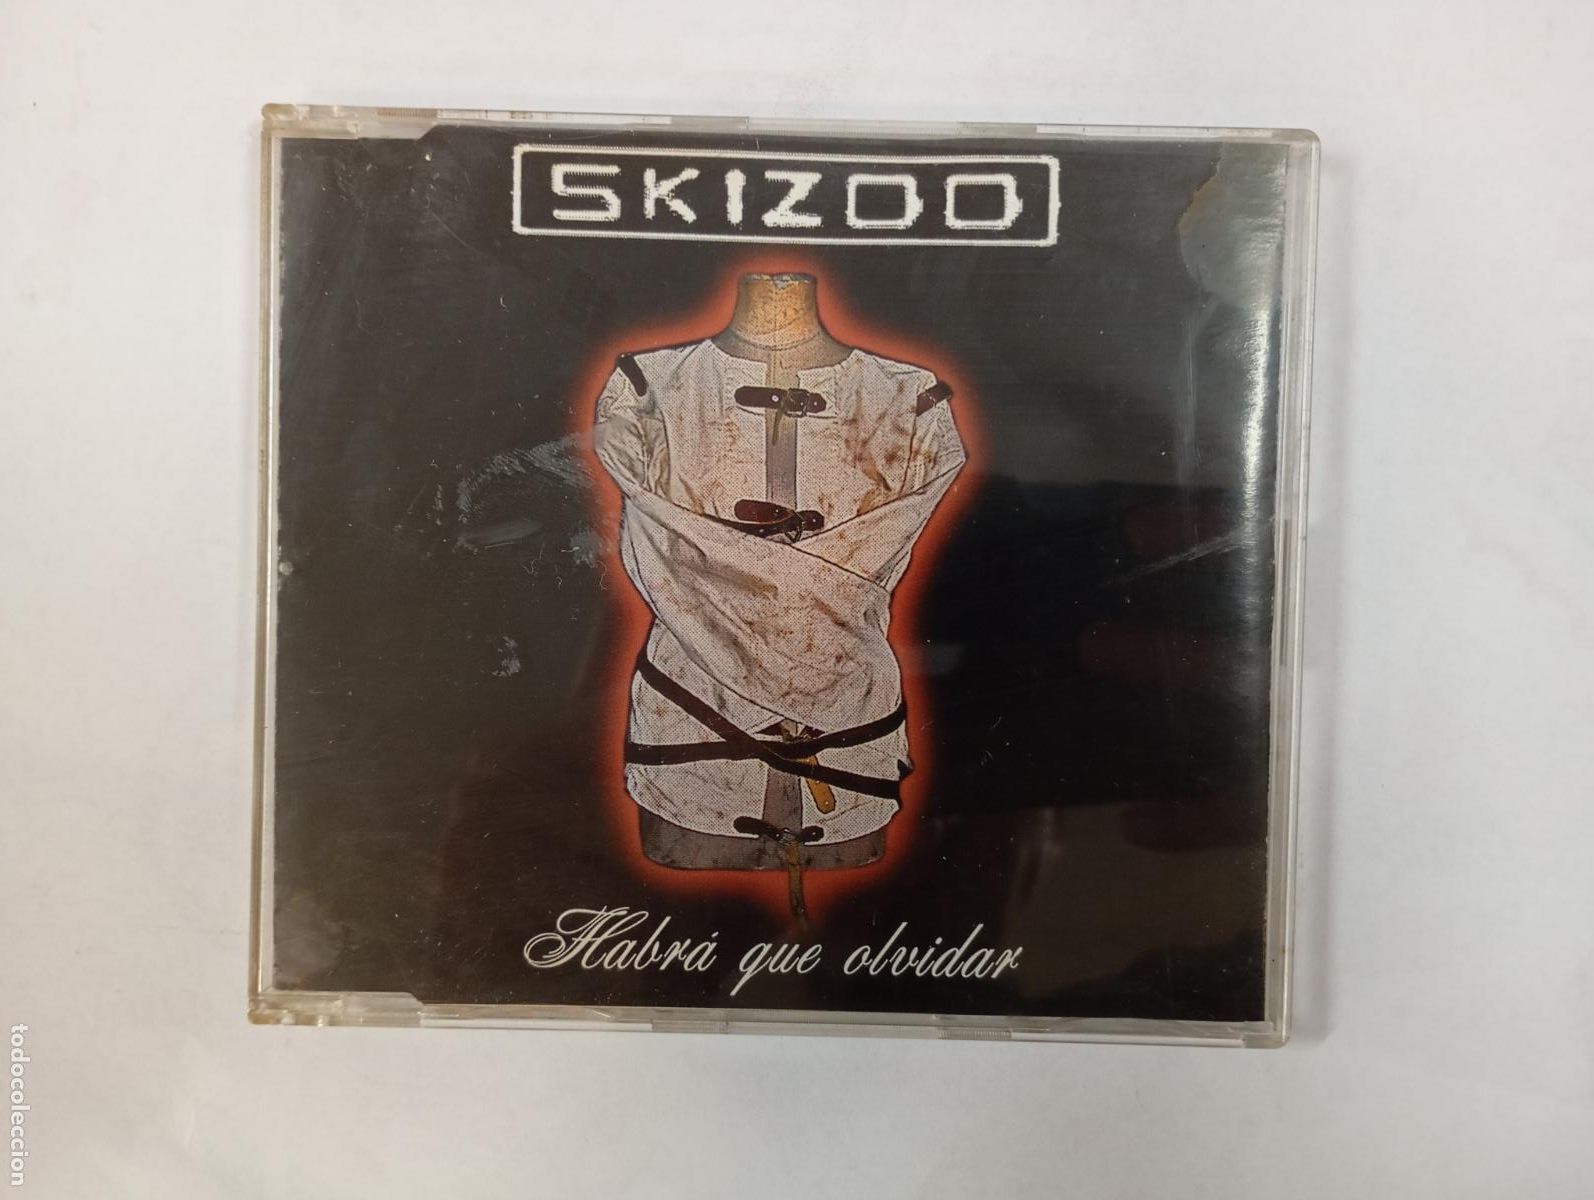 SKIZOO
Habrá que olvidar
todocoleccion